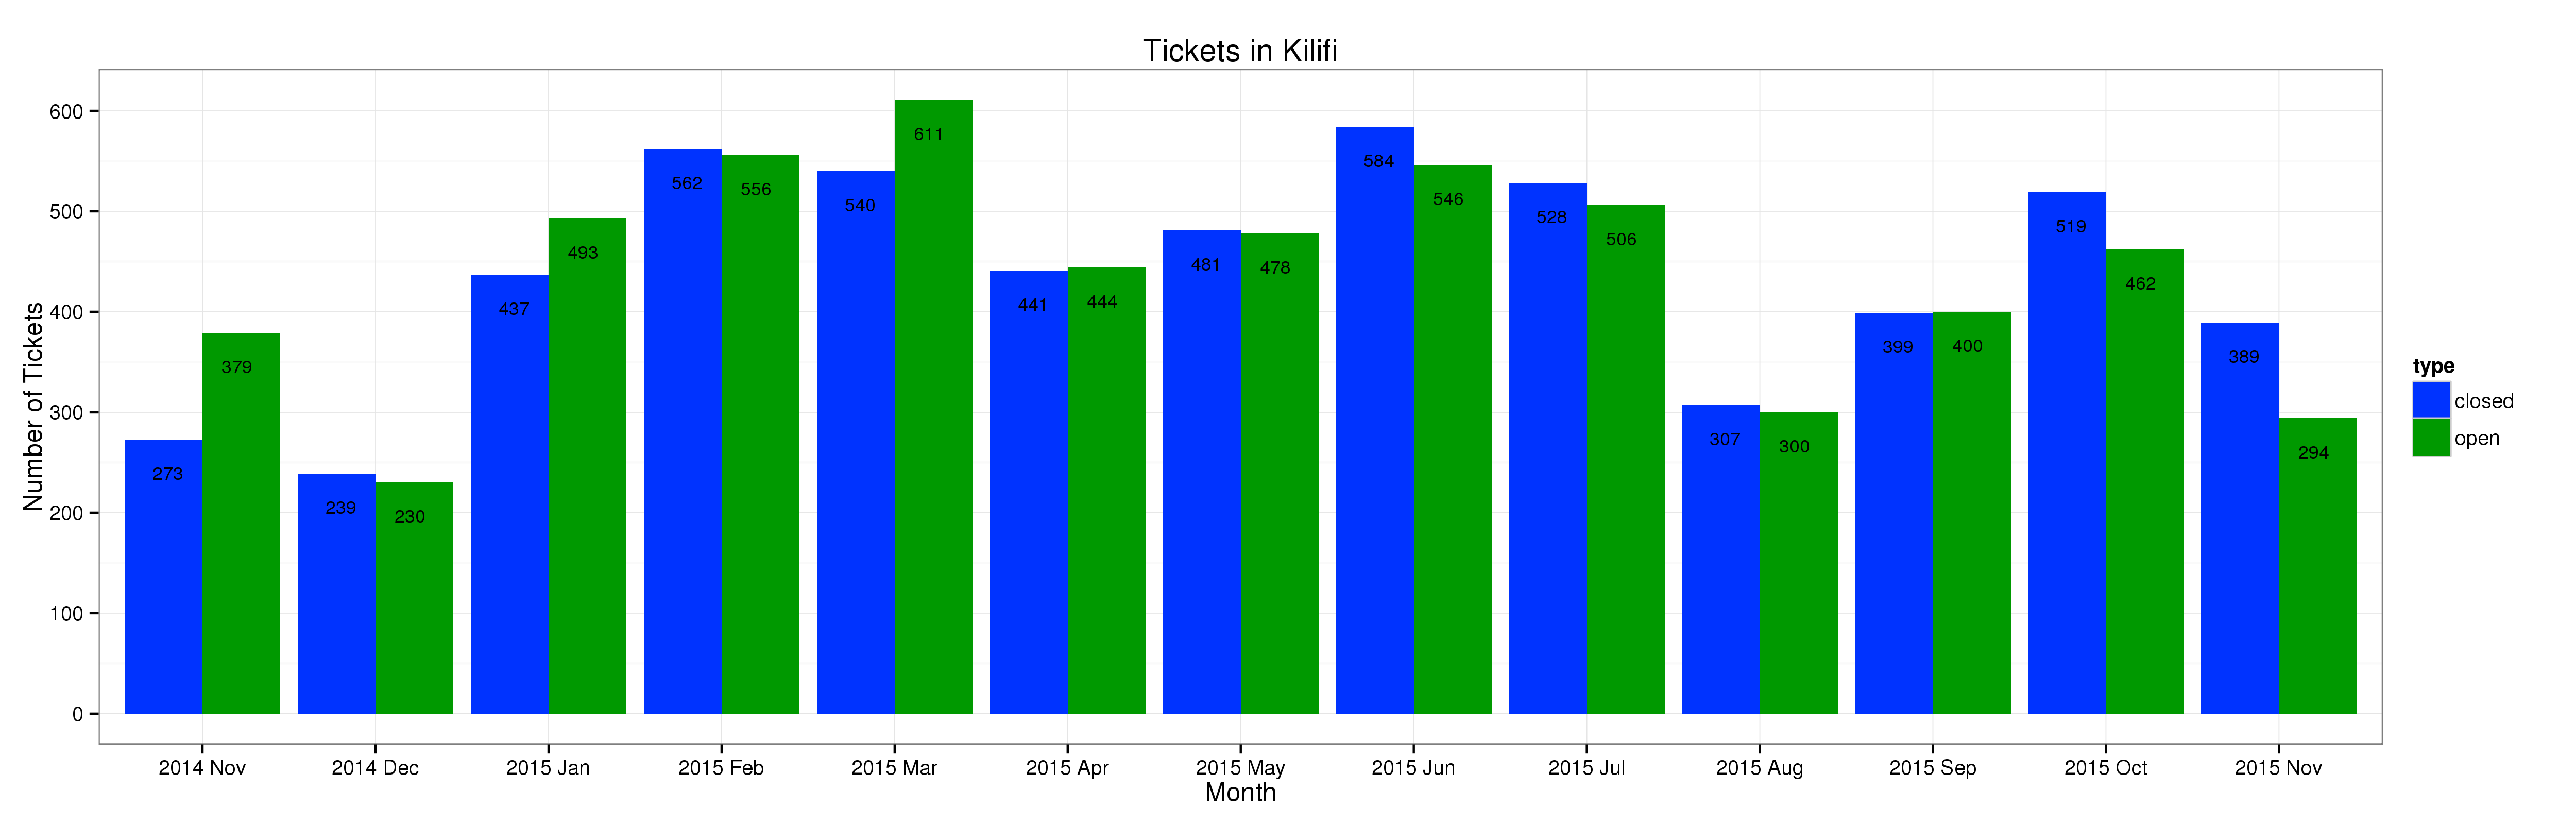 Tickets in Kilifi
Number of Tickets
600
500
400
300
200
100
0
273
379
239
230
437
493
562
556
540
611
441
444
481
478
584
546
528
506
307
300
399
400
519
462
389
294
2014 Nov
2014 Dec
2015 Jan
2015 Feb
2015 Mar
2015 Apr
2015 May
2015 Jun
2015 Jul
2015 Aug
2015 Sep
2015 Oct
2015 Nov
Month
type
closed
open